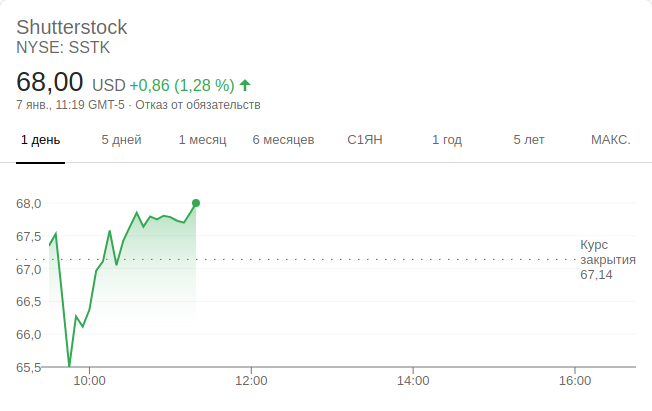 Shutterstock
NYSE: SSTK
68,00 USD +0,86 (1,28 %)
7 янв., 11:19 GMT-5 · Отказ от обязательств
1 день 5 дней 1 месяц 6 месяцев С1ЯН 1 год 5 лет МАКС.
68,0
67,5
Курс
закрытия
67,14
67,0
66,5
66,0
65,5
10:00 12:00 14:00 16:00